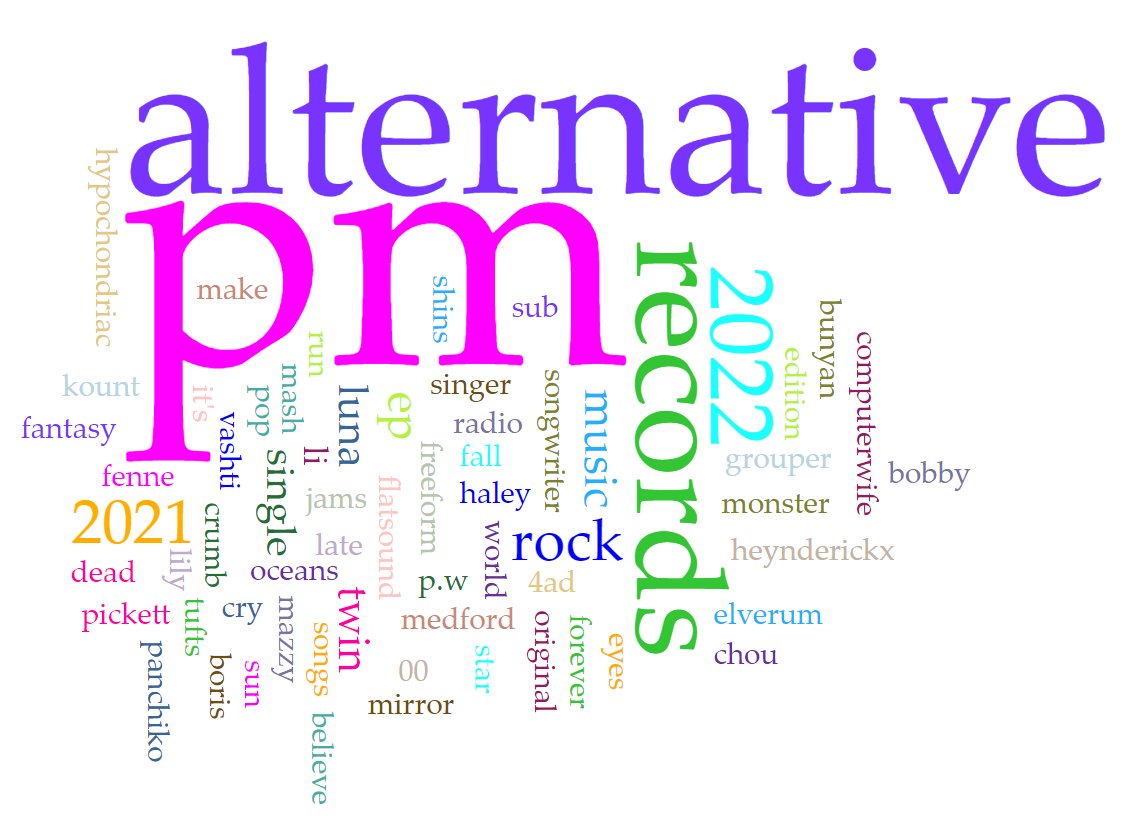 alternative
hypochondriac
pm
records
2022
make
shins
sub
bunyan
run
computerwife
edition
mash
kount
it's
pop
luna
ep
singer
songwriter
music
fantasy
vashti
li
radio
freeform
fall
grouper
bobby
fenne
single
jams
flatsound
haley
monster
2021
crumb
late
world
rock
heynderickx
lily
dead
oceans
p.w
4ad
pickett
tufts
cry
mazzy
songs
twin
medford
original
forever
elverum
panchiko
boris
sun
00
star
eyes
chou
mirror
believe